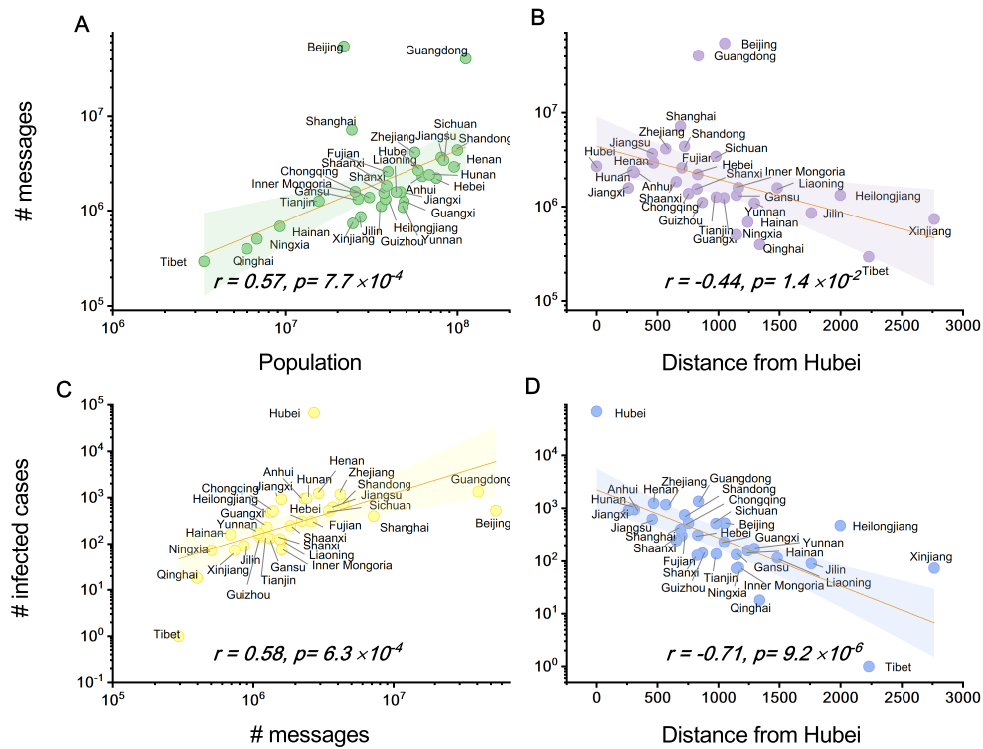 A
# messages
10^7
10^6
10^5
Beijing
Guangdong
Shanghai
Sichuan
Zhejiang
Jiangsu
Shandong
Hube
Fujian
Liaoning
Henan
Shaanxi
Chongqing
Shanxi
Hunan
Inner Mongoria
Hebei
Gansu
Anhui
Jiangxi
Tianjin
Guangxi
Hainan
Heilongjiang
Xinjiang
Jilin
Guizhou
Yunnan
Ningxia
Tibet
Qinghai
r = 0.57, p= 7.7 ×10^-4
10^6
10^7
10^8
Population
B
10^7
10^6
10^5
Beijing
Guangdong
Shanghai
Zhejiang
Shandong
Jiangsu
Sichuan
Hubei
Henan
Fujian
Hebei
Hunan
Shanxi
Inner Mongoria
Jiangxi
Anhui
Liaoning
Shaanxi
Gansu
Heilongjiang
Chongqing
Yunnan
Jilin
Guizhou
Hainan
Tianjin
Xinjiang
Guangxi
Ningxia
Qinghai
Tibet
r = -0.44, p= 1.4 ×10^-2
0
500
1000
1500
2000
2500
3000
Distance from Hubei
C
# infected cases
10^5
10^4
10^3
10^2
10^1
10^0
10^-1
Hubei
Henan
Anhui
Zhejiang
Jiangxi
Hunan
Guangdong
Chongqing
Shandong
Heilongjiang
Jiangsu
Hebei
Sichuan
Guangxi
Beijing
Yunnan
Fujian
Shanghai
Hainan
Shaanxi
Ningxia
Shanxi
Liaoning
Jilin
Gansu
Inner Mongoria
Xinjiang
Qinghai
Tianjin
Guizhou
Tibet
r = 0.58, p= 6.3 ×10^-4
10^5
10^6
10^7
# messages
D
10^4
10^3
10^2
10^1
10^0
Hubei
Zhejiang
Guangdong
Anhui
Henan
Shandong
Hunan
Chongqing
Jiangxi
Sichuan
Jiangsu
Beijing
Heilongjiang
Shanghai
Hebei
Guangxi
Shaanxi
Yunnan
Fujian
Hainan
Xinjiang
Shanxi
Gansu
Jilin
Guizhou
Tianjin
Inner Mongoria
Liaoning
Ningxia
Qinghai
Tibet
r = -0.71, p= 9.2 ×10^-6
0
500
1000
1500
2000
2500
3000
Distance from Hubei